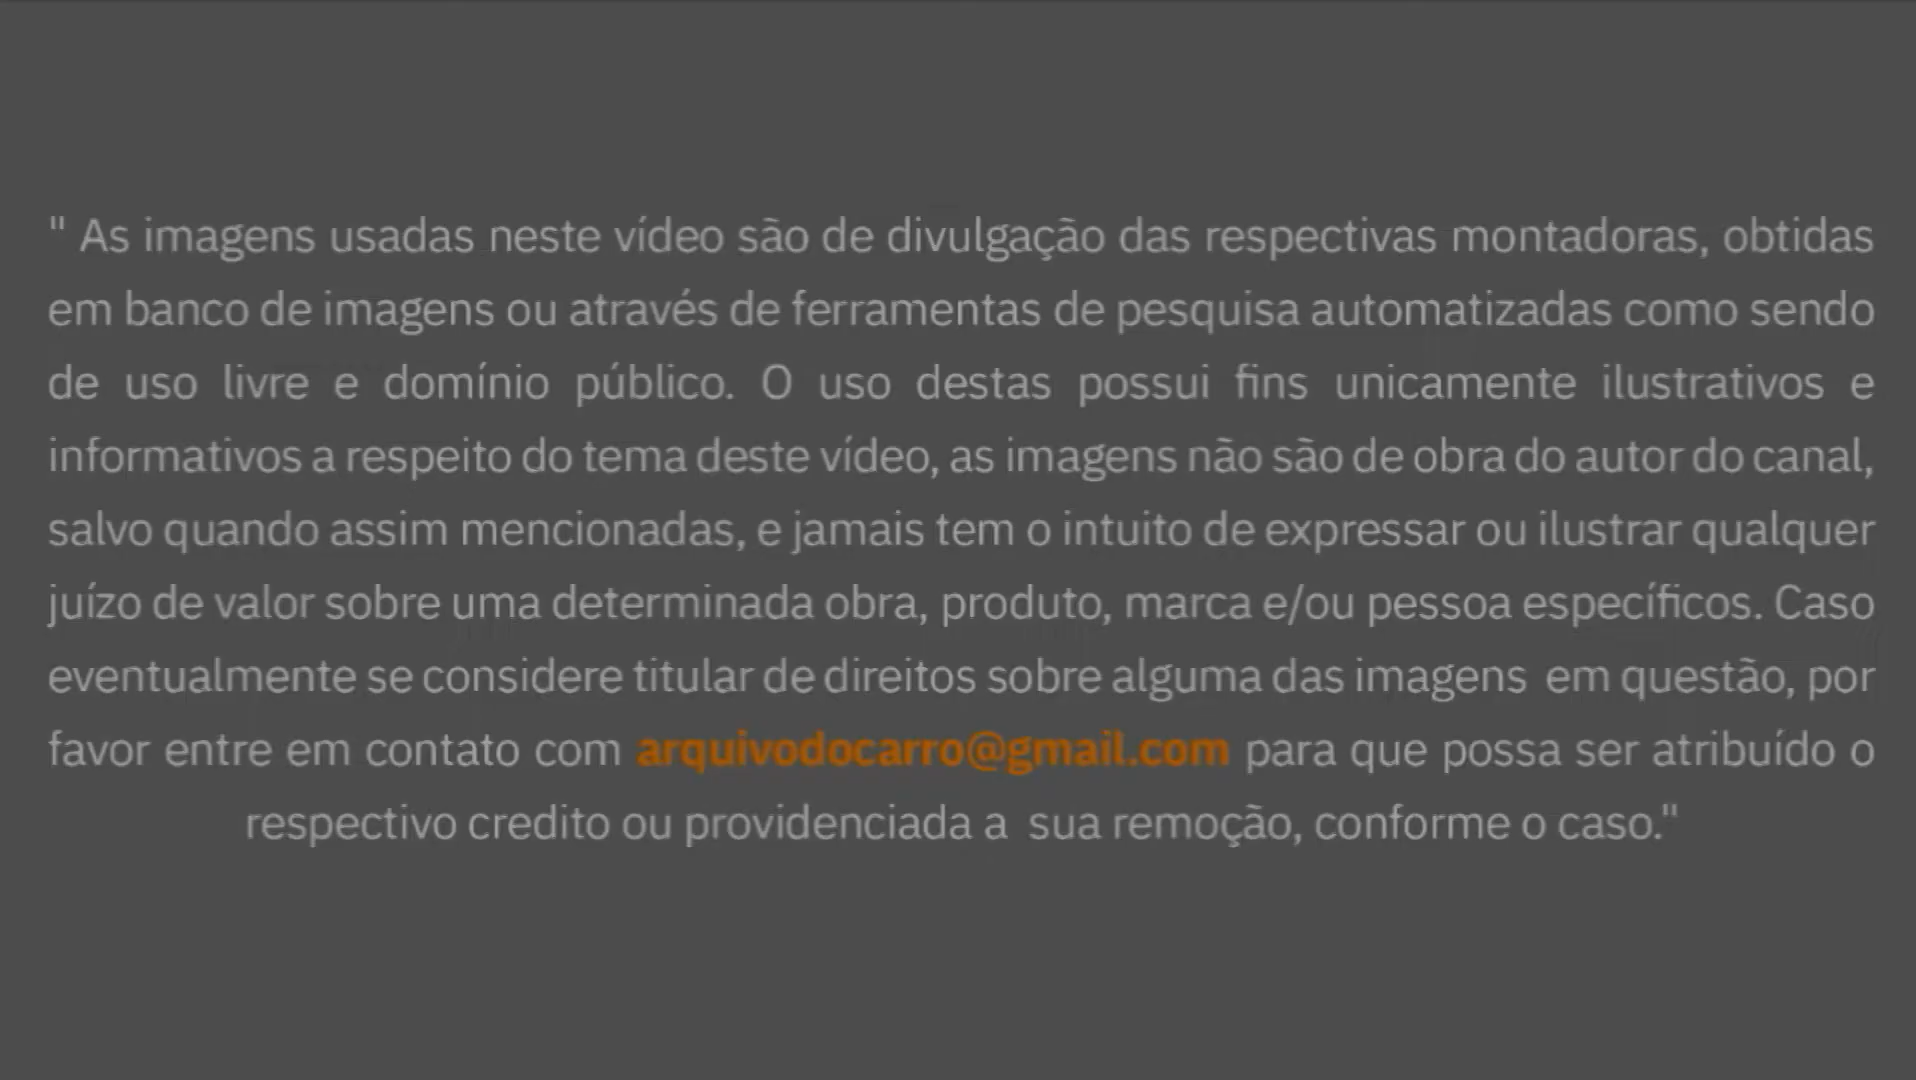 " As imagens usadas neste vídeo são de divulgação das respectivas montadoras, obtidas
em banco de imagens ou através de ferramentas de pesquisa automatizadas como sendo
de uso livre e domínio público. O uso destas possui fins unicamente ilustrativos e
informativos a respeito do tema deste vídeo, as imagens não são de obra do autor do canal,
salvo quando assim mencionadas, e jamais tem o intuito de expressar ou ilustrar qualquer
juízo de valor sobre uma determinada obra, produto, marca e/ou pessoa específicos. Caso
eventualmente se considere titular de direitos sobre alguma das imagens em questão, por
favor entre em contato com arquivodocarro@gmail.com para que possa ser atribuído o
respectivo credito ou providenciada a sua remoção, conforme o caso."